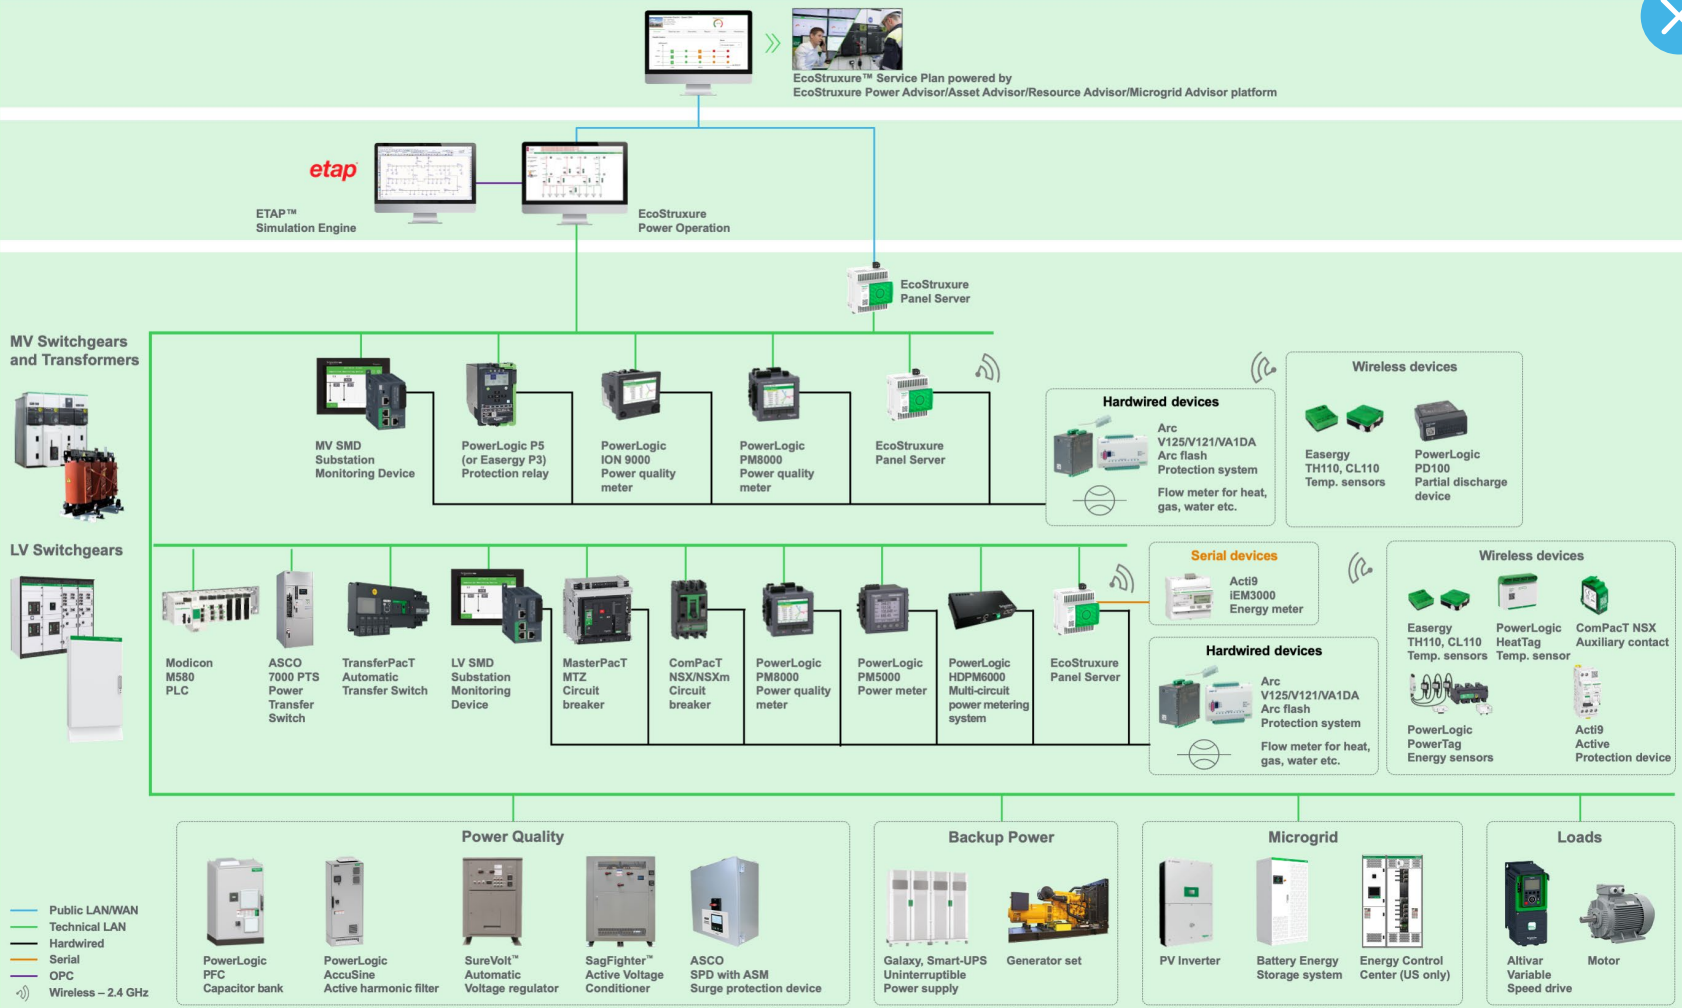 EcoStruxure™ Service Plan powered by
EcoStruxure Power Advisor/Asset Advisor/Resource Advisor/Microgrid Advisor platform
etap
ETAP™
Simulation Engine
EcoStruxure
Power Operation
EcoStruxure
Panel Server
MV Switchgears
and Transformers
MV SMD
Substation
Monitoring Device
PowerLogic P5
(or Easergy P3)
Protection relay
PowerLogic
ION 9000
Power quality
meter
PowerLogic
PM8000
Power quality
meter
EcoStruxure
Panel Server
Hardwired devices
Arc
V125/V121/VA1DA
Arc flash
Protection system
Flow meter for heat,
gas, water etc.
Wireless devices
Easergy
TH110, CL110
Temp. sensors
PowerLogic
PD100
Partial discharge
device
LV Switchgears
Modicon
M580
PLC
ASCO
7000 PTS
Power
Transfer
Switch
TransferPacT
Automatic
Transfer Switch
LV SMD
Substation
Monitoring
Device
MasterPacT
MTZ
Circuit
breaker
ComPacT
NSX/NSXm
Circuit
breaker
PowerLogic
PM8000
Power quality
meter
PowerLogic
PM5000
Power meter
PowerLogic
HDPM6000
Multi-circuit
power metering
system
EcoStruxure
Panel Server
Serial devices
Acti9
iEM3000
Energy meter
Hardwired devices
Arc
V125/V121/VA1DA
Arc flash
Protection system
Flow meter for heat,
gas, water etc.
Wireless devices
Easergy
TH110, CL110
Temp. sensors
PowerLogic
HeatTag
Temp. sensor
ComPacT NSX
Auxiliary contact
PowerLogic
PowerTag
Energy sensors
Acti9
Active
Protection device
Power Quality
PowerLogic
PFC
Capacitor bank
PowerLogic
AccuSine
Active harmonic filter
SureVolt™
Automatic
Voltage regulator
SagFighter™
Active Voltage
Conditioner
ASCO
SPD with ASM
Surge protection device
Backup Power
Galaxy, Smart-UPS
Uninterruptible
Power supply
Generator set
Microgrid
PV Inverter
Battery Energy
Storage system
Energy Control
Center (US only)
Loads
Altivar
Variable
Speed drive
Motor
Public LAN/WAN
Technical LAN
Hardwired
Serial
OPC
Wireless – 2.4 GHz